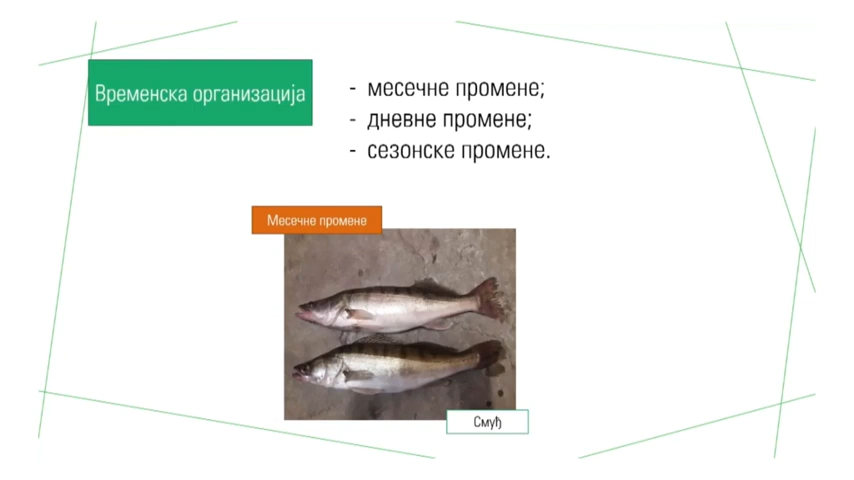 Временска организација
- месечне промене;
- дневне промене;
- сезонске промене.
Месечне промене
Смуђ